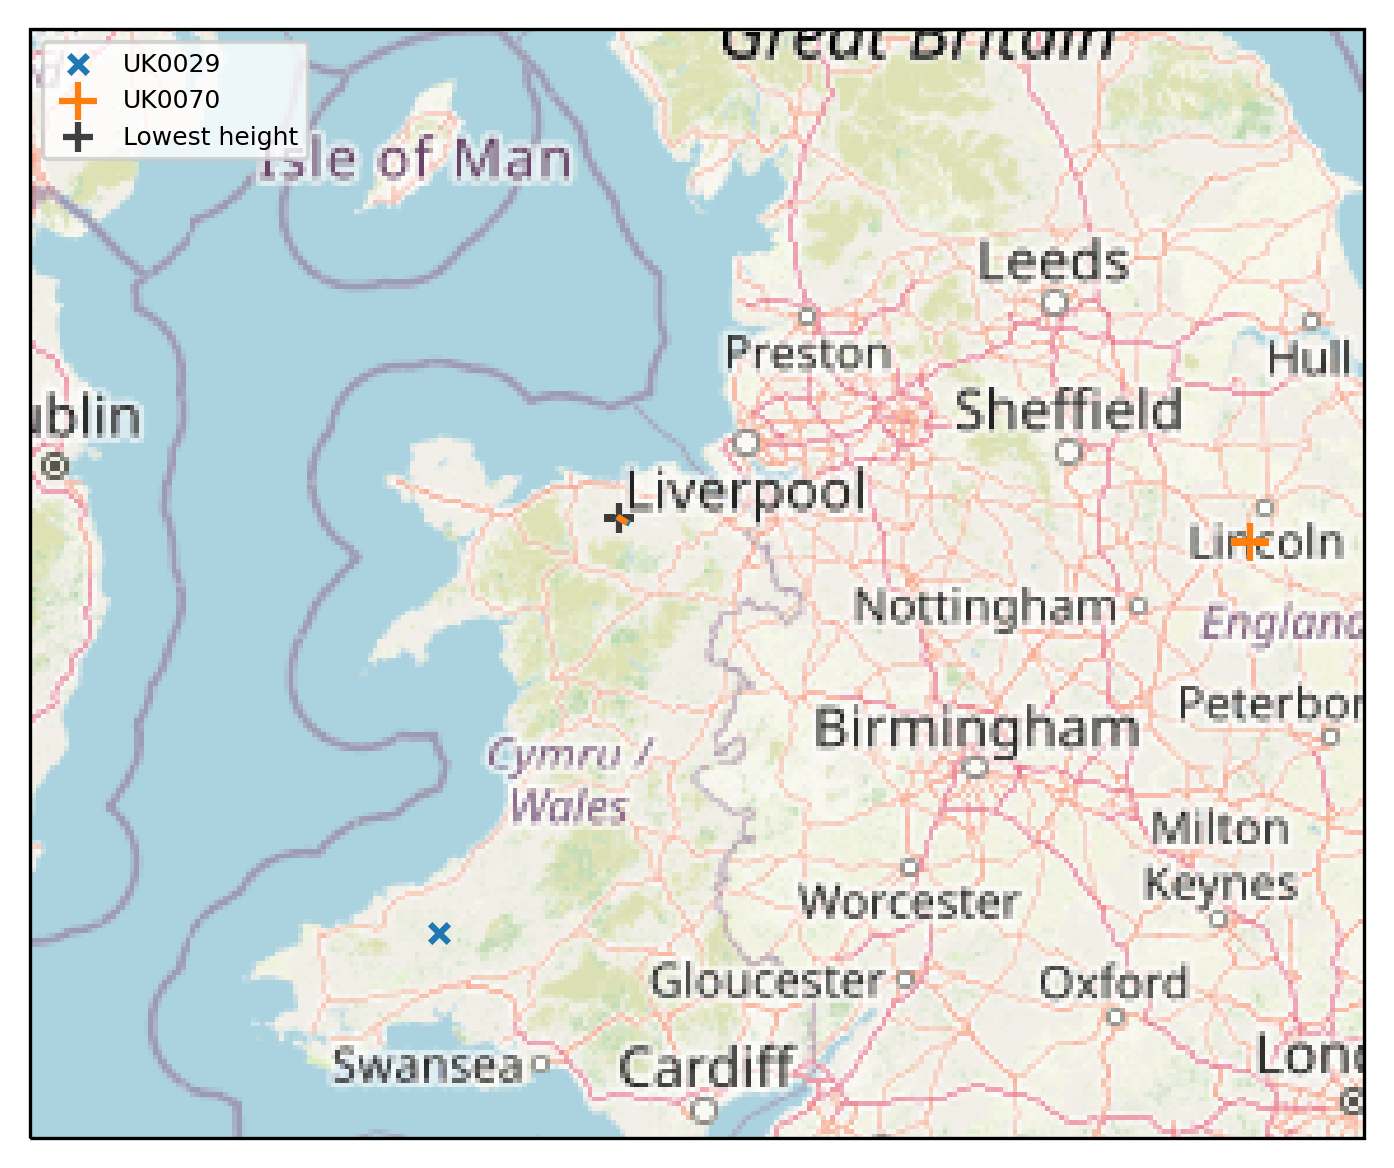 UK0029
UK0070
Lowest height
Great Britain
Isle of Man
Leeds
Preston
Hull
ublin
Sheffield
Liverpool
Lincoln
Nottingham
England
Peterbor
Birmingham
Cymru /
Wales
Milton
Keynes
Worcester
Gloucester
Oxford
Swansea
Cardiff
Lond